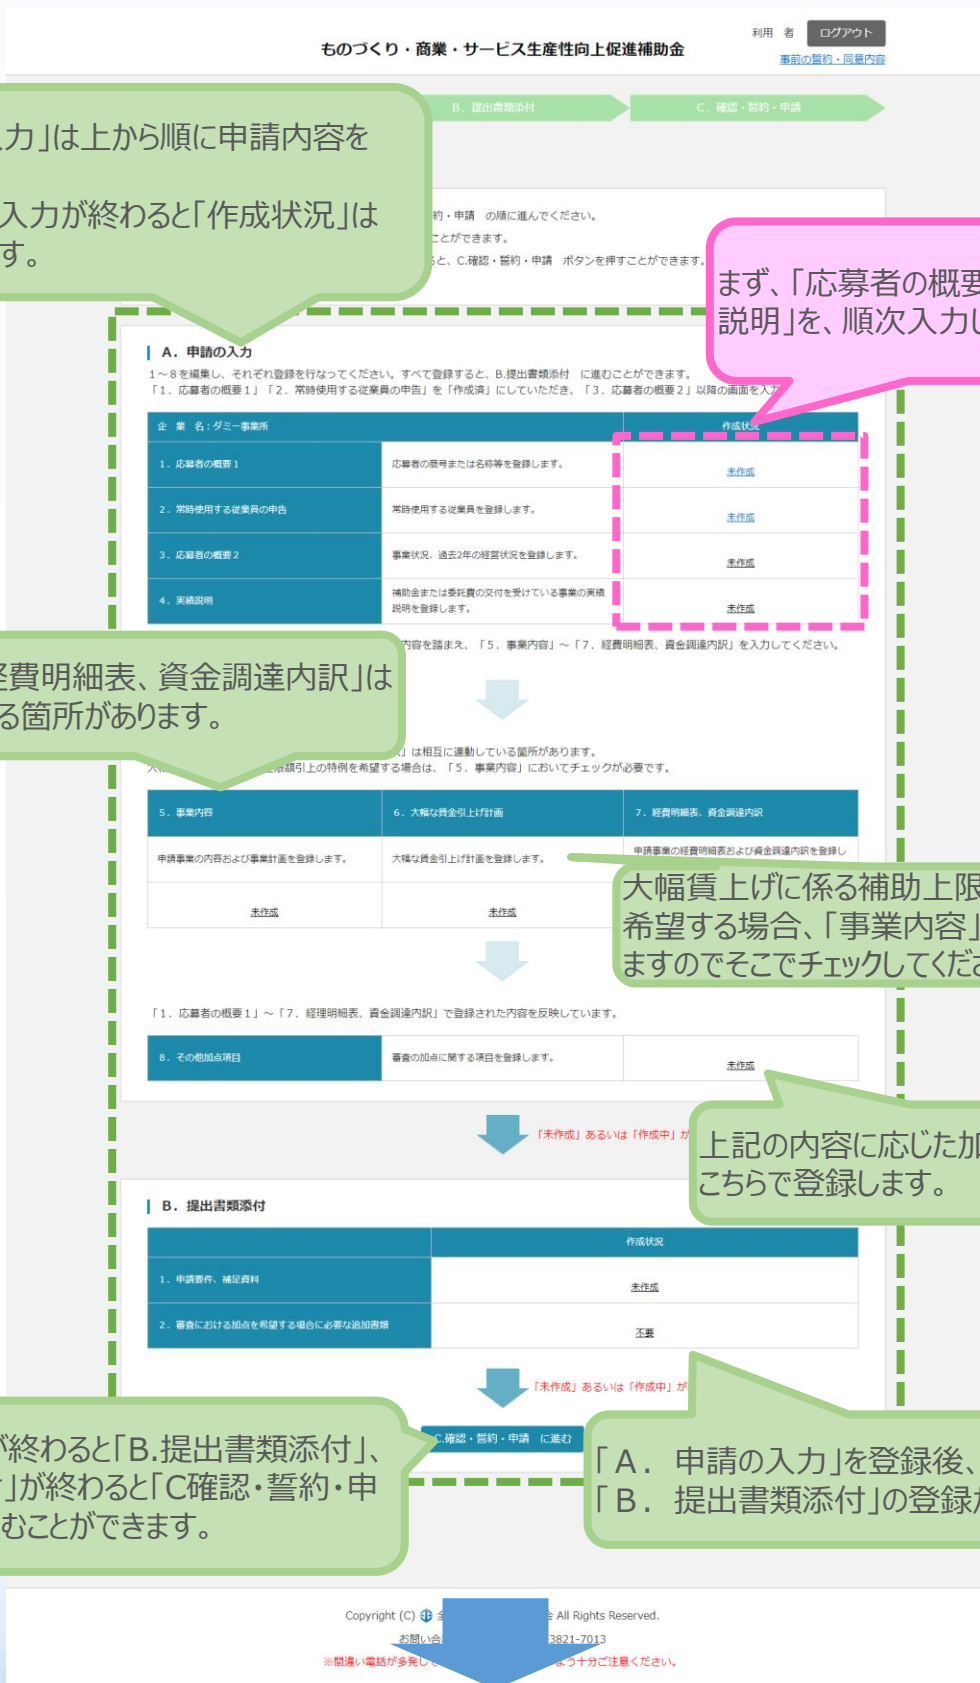 利用　者　ログアウト
ものづくり・商業・サービス生産性向上促進補助金
事前の誓約・同意内容
B．提出書類添付
C．確認・誓約・申請
入力」は上から順に申請内容を
入力が終わると「作成状況」は
す。
約・申請　の順に進んでください。
ことができます。
ると、C.確認・誓約・申請　ボタンを押すことができます。
まず、「応募者の概要
説明」を、順次入力し
A．申請の入力
1～8を編集し、それぞれ登録を行なってください。すべて登録すると、B.提出書類添付　に進むことができます。
「1．応募者の概要1」「2．常時使用する従業員の申告」を「作成済」にしていただき、「3．応募者の概要2」以降の画面を入力
企　業　名：ダミー事業所
作成状況
1．応募者の概要1
応募者の商号または名称等を登録します。
未作成
2．常時使用する従業員の申告
常時使用する従業員を登録します。
未作成
3．応募者の概要2
事業状況、過去2年の経営状況を登録します。
未作成
4．実績説明
補助金または委託費の交付を受けている事業の実績
説明を登録します。
未作成
内容を踏まえ、「5．事業内容」～「7．経費明細表、資金調達内訳」を入力してください。
経費明細表、資金調達内訳」は
る箇所があります。
」は相互に連動している箇所があります。
限額引上の特例を希望する場合は、「5．事業内容」においてチェックが必要です。
5．事業内容
6．大幅な賃金引上げ計画
7．経費明細表、資金調達内訳
申請事業の内容および事業計画を登録します。
大幅な賃金引上げ計画を登録します。
申請事業の経費明細表および資金調達内訳を登録し
未作成
未作成
大幅賃上げに係る補助上限
希望する場合、「事業内容」
ますのでそこでチェックしてくださ
「1．応募者の概要1」～「7．経理明細表、資金調達内訳」で登録された内容を反映しています。
8．その他加点項目
審査の加点に関する項目を登録します。
未作成
「未作成」あるいは「作成中」が
上記の内容に応じた加
こちらで登録します。
B．提出書類添付
作成状況
1．申請要件、補足資料
未作成
2．審査における加点を希望する場合に必要な追加書類
不要
「未作成」あるいは「作成中」が
C.確認・誓約・申請　に進む
が終わると「B.提出書類添付」、
」が終わると「C確認・誓約・申
むことができます。
「A．申請の入力」を登録後、
「B．提出書類添付」の登録が
Copyright (C) 全 All Rights Reserved.
お問い合 3821-7013
※間違い電話が多発して よう十分ご注意ください。